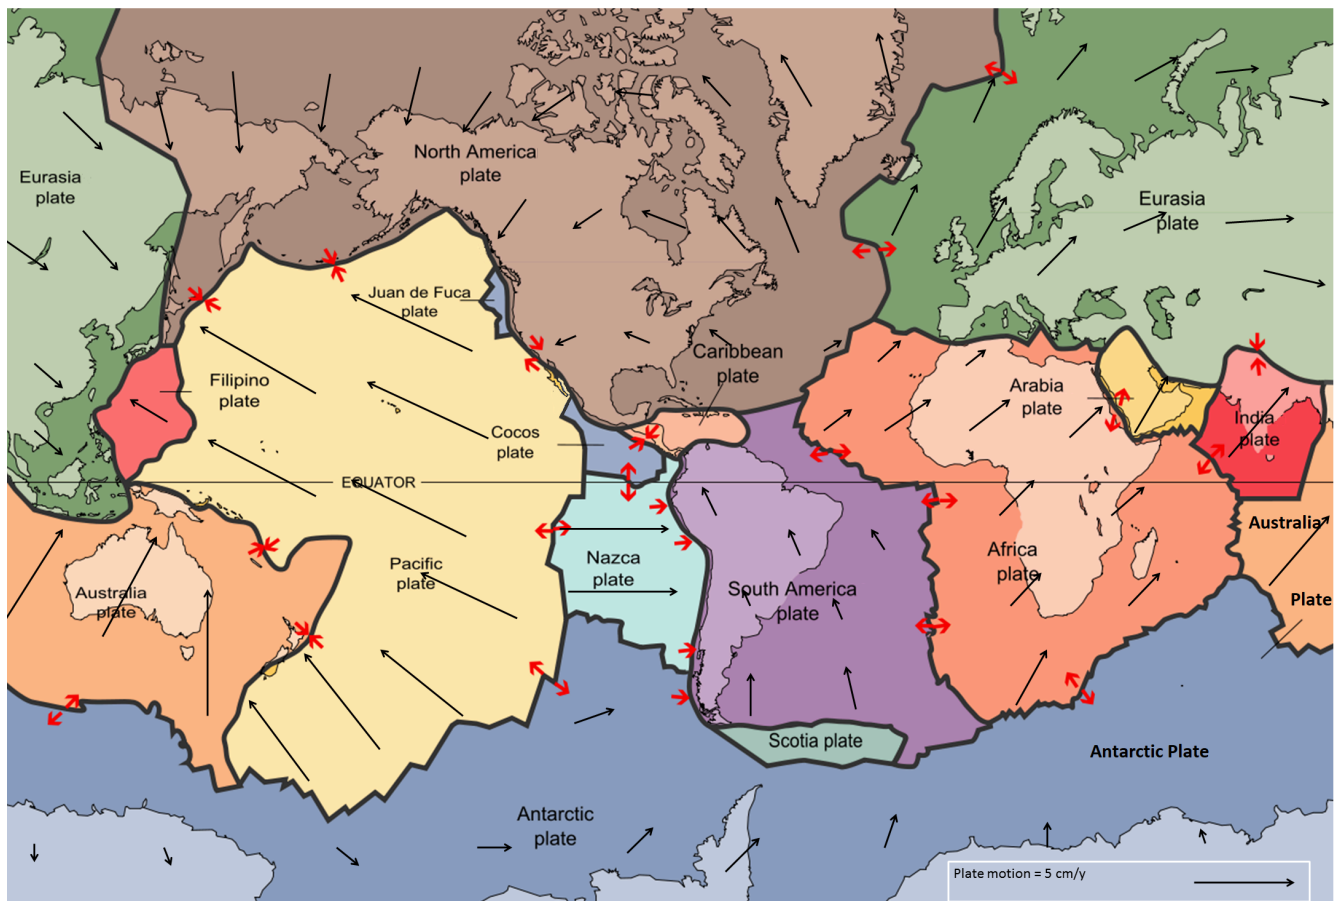 North America
plate
Eurasia
plate
Eurasia
plate
Juan de Fuca
plate
Caribbean
plate
Filipino
plate
Arabia
plate
Cocos
plate
India
plate
EQUATOR
Australia
Nazca
plate
Africa
plate
Pacific
plate
South America
plate
Australia
plate
Plate
Scotia plate
Antarctic Plate
Antarctic
plate
Plate motion = 5 cm/y